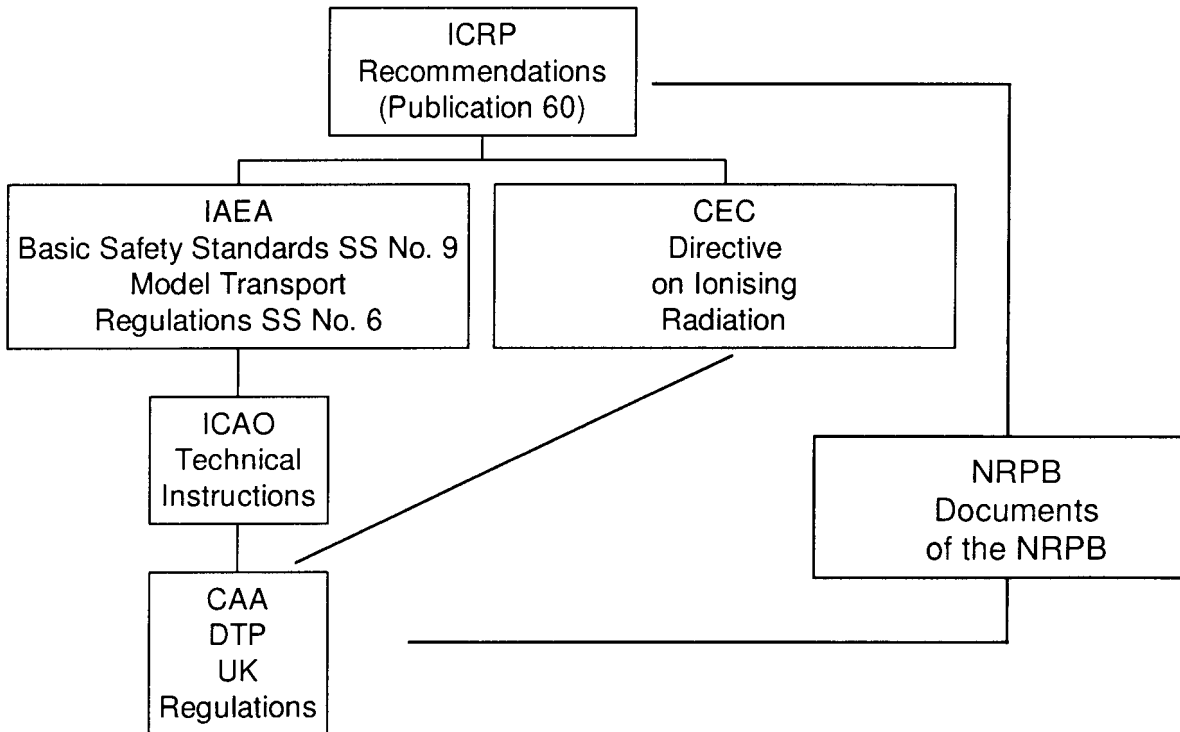 ICRP
Recommendations
(Publication 60)
IAEA
Basic Safety Standards SS No. 9
Model Transport
Regulations SS No. 6
CEC
Directive
on Ionising
Radiation
ICAO
Technical
Instructions
NRPB
Documents
of the NRPB
CAA
DTP
UK
Regulations